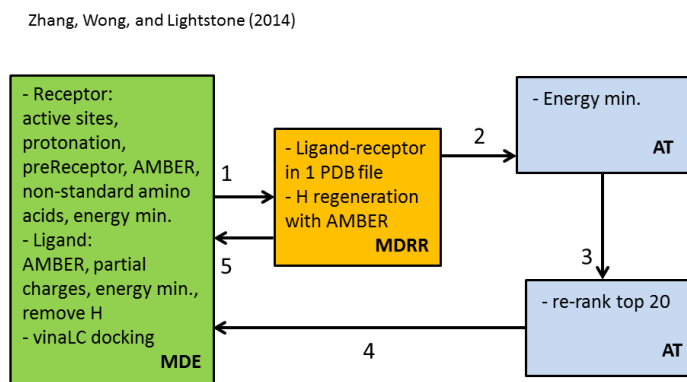 Zhang, Wong, and Lightstone (2014)
- Receptor:
active sites,
protonation,
preReceptor, AMBER,
non-standard amino
acids, energy min.
- Ligand:
AMBER, partial
charges, energy min.,
remove H
- vinaLC docking
MDE
1
5
- Ligand-receptor
in 1 PDB file
- H regeneration
with AMBER
MDRR
2
- Energy min.
AT
3
- re-rank top 20
AT
4